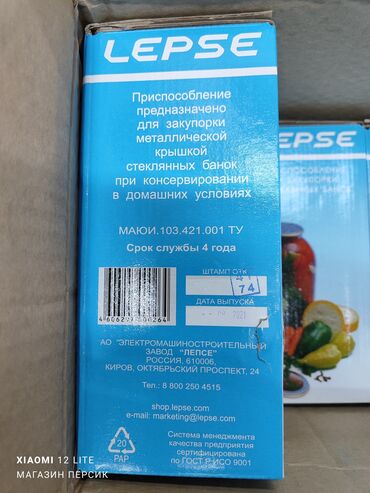 LEPSE
Приспособление
предназначено
для закупорки
металлической
крышкой
стеклянных банок
при консервировании
в домашних условиях
МАЮИ.103.421.001 ТУ
Срок службы 4 года
ШТАМП ОТК
74
ДАТА ВЫПУСКА
2021
АО "ЭЛЕКТРОМАШИНОСТРОИТЕЛЬНЫЙ
ЗАВОД "ЛЕПСЕ"
РОССИЯ, 610006,
КИРОВ, ОКТЯБРЬСКИЙ ПРОСПЕКТ, 24
Тел.: 8 800 250 4515
shop.lepse.com
e-mail: marketing@lepse.com
20
PAP
Система менеджмента
качества предприятия
сертифицирована
по ГОСТ Р ИСО 9001
EPSE
XIAOMI 12 LITE
МАГАЗИН ПЕРСИК